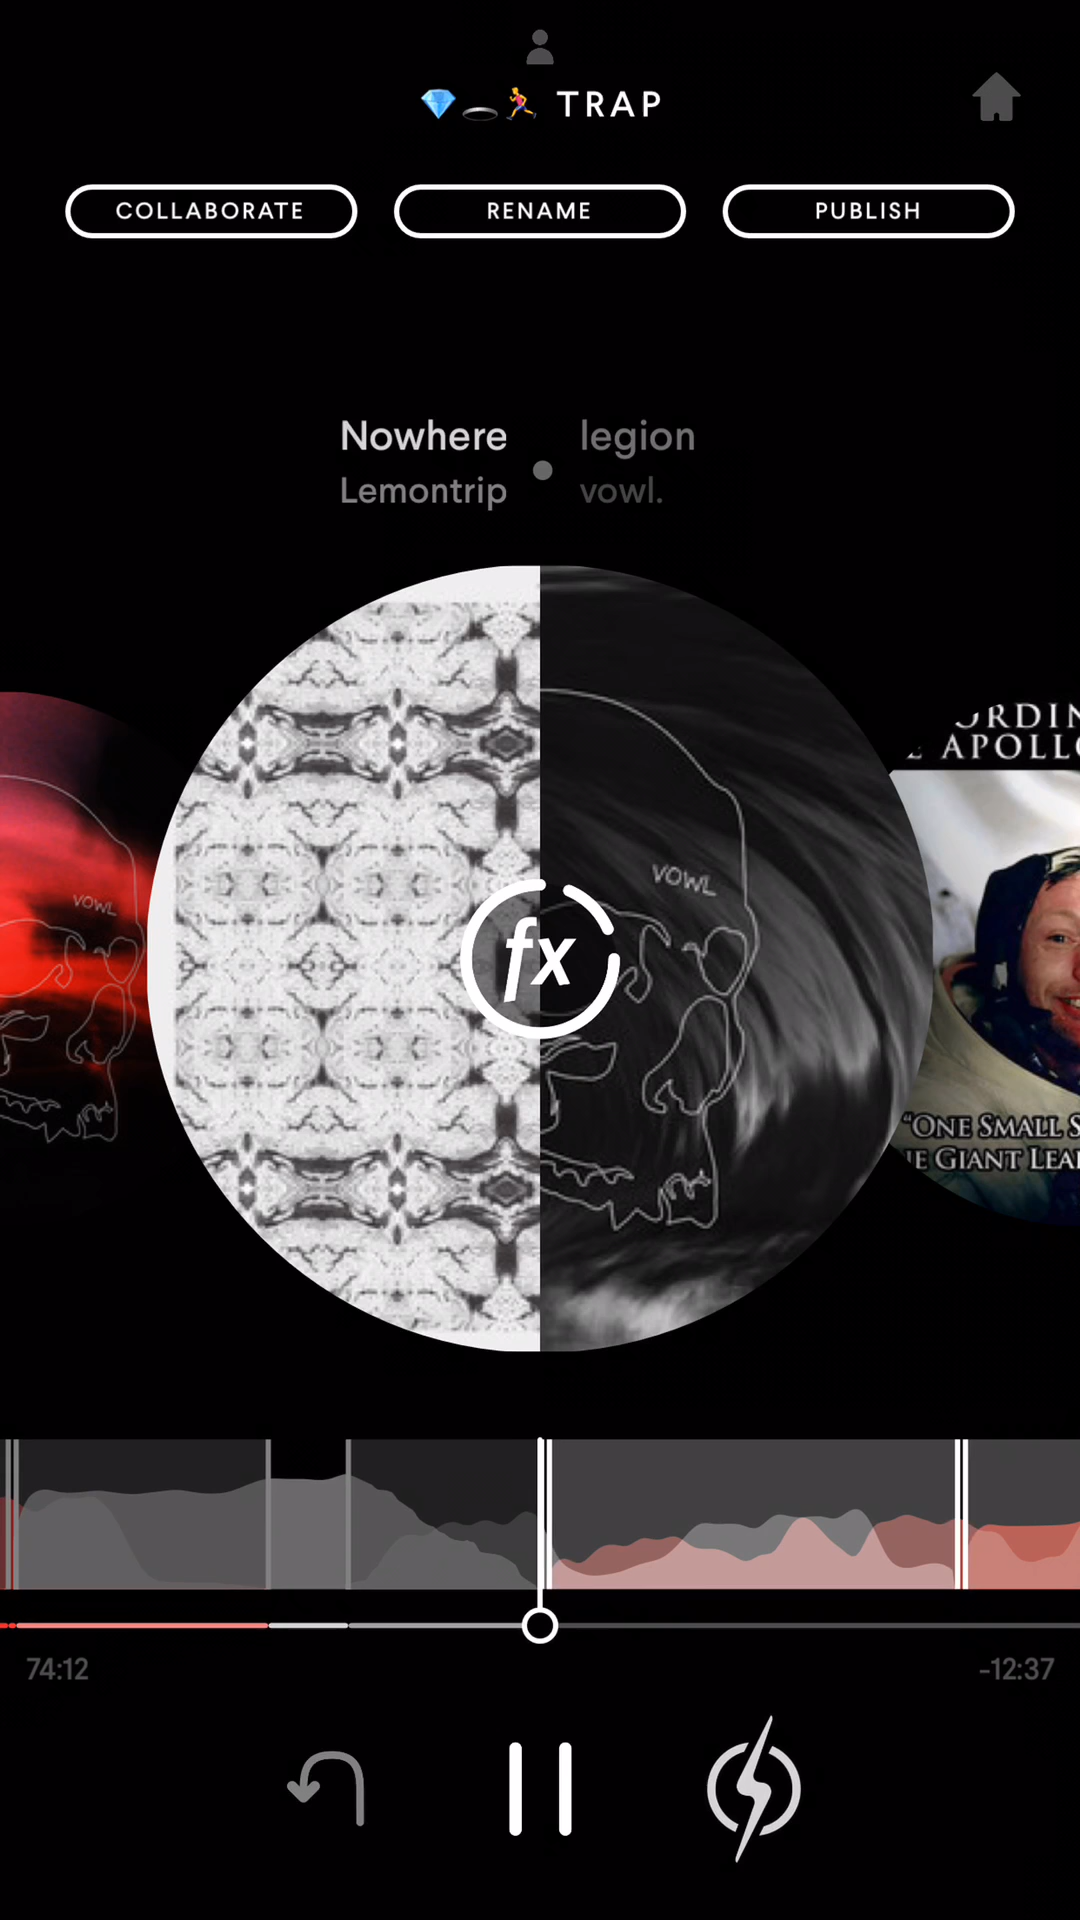 💎🕳️🏃 TRAP
COLLABORATE
RENAME
PUBLISH
Nowhere
legion
Lemontrip
vowl.
APOLLO
VOWL
VOWL
fx
"ONE SMALL S
GIANT LEA
74:12
-12:37